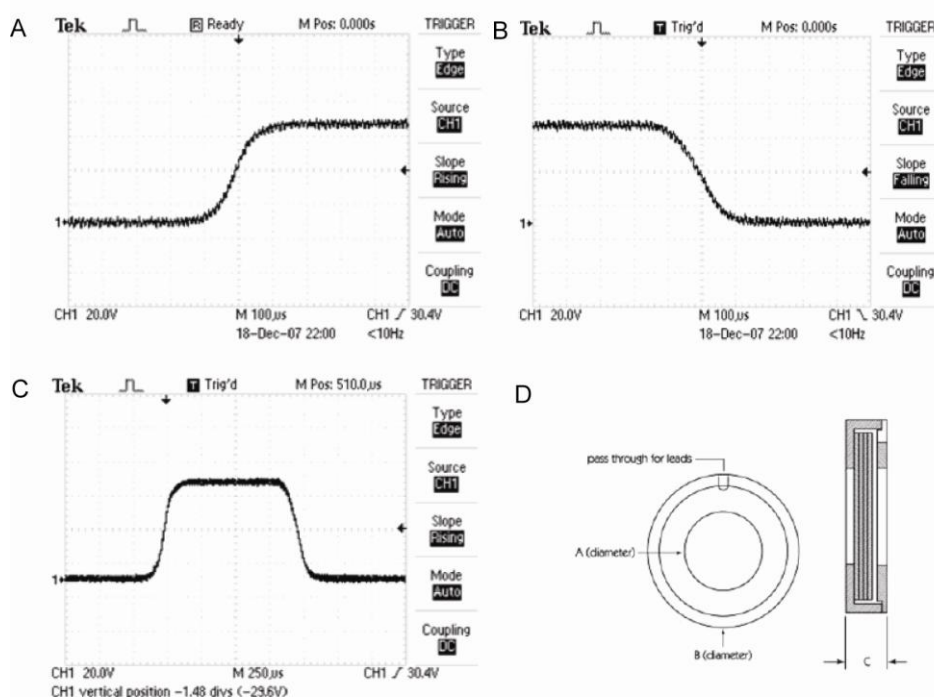 A
Tek
R Ready
M Pos: 0.000s
TRIGGER
Type
Edge
Source
CH1
Slope
Rising
Mode
Auto
Coupling
DC
1
CH1 20.0V
M 100µs
CH1 30.4V
18-Dec-07 22:00
<10Hz
B
Tek
T Trig'd
M Pos: 0.000s
TRIGGER
Type
Edge
Source
CH1
Slope
Falling
Mode
Auto
Coupling
DC
1
CH1 20.0V
M 100µs
CH1 30.4V
18-Dec-07 22:00
<10Hz
C
Tek
T Trig'd
M Pos: 510.0µs
TRIGGER
Type
Edge
Source
CH1
Slope
Rising
Mode
Auto
Coupling
DC
1
CH1 20.0V
M 250µs
CH1 30.4V
CH1 vertical position -1.48 divs (-29.6V)
D
pass through for leads
A (diameter)
B (diameter)
C